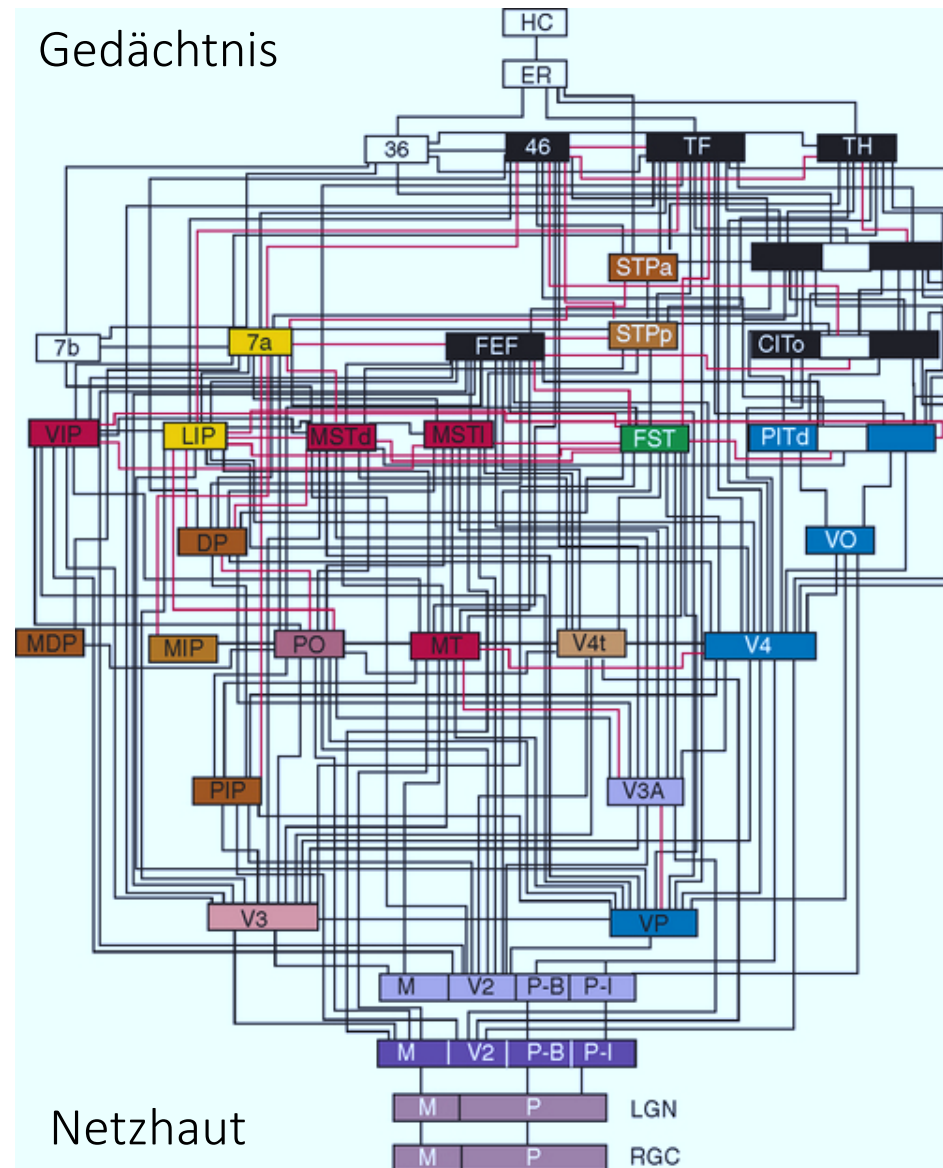 HC
Gedächtnis
ER
36 46 TF TH
STPa
7b 7a FEF STPp CITo
VIP LIP MSTd MSTl FST PITd
DP VO
MDP MIP PO MT V4t V4
PIP V3A
V3 VP
M V2 P-B P-I
M V2 P-B P-I
M P LGN
Netzhaut
M P RGC